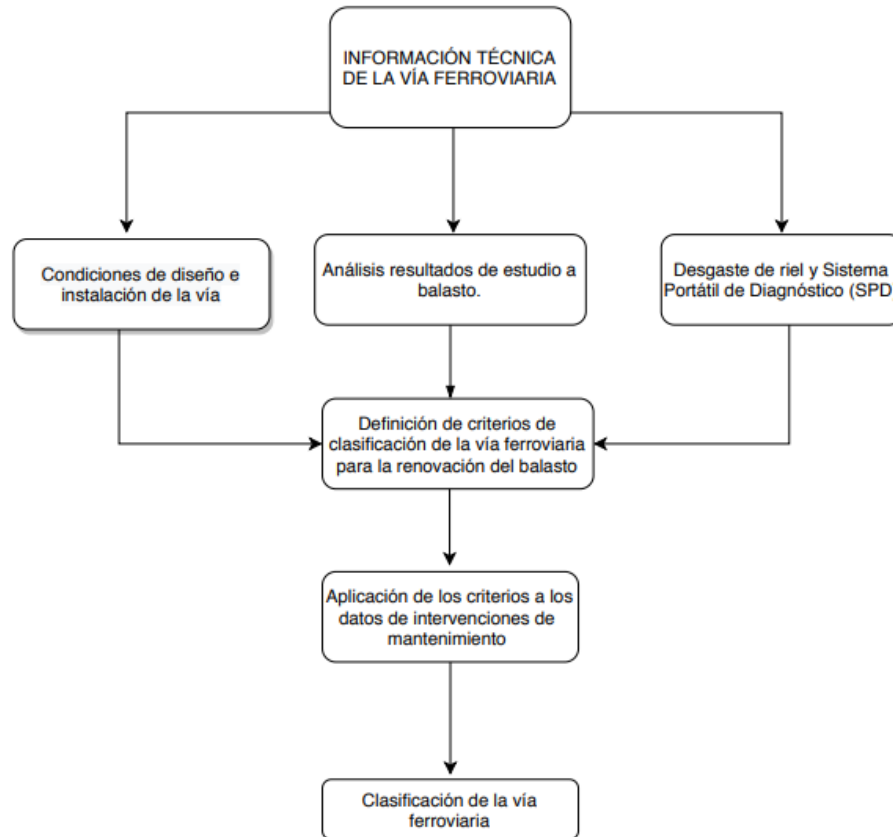 INFORMACIÓN TÉCNICA
DE LA VÍA FERROVIARIA
Condiciones de diseño e
instalación de la vía
Análisis resultados de estudio a
balasto.
Desgaste de riel y Sistema
Portátil de Diagnóstico (SPD
Definición de criterios de
clasificación de la vía ferroviaria
para la renovación del balasto
Aplicación de los criterios a los
datos de intervenciones de
mantenimiento
Clasificación de la vía
ferroviaria